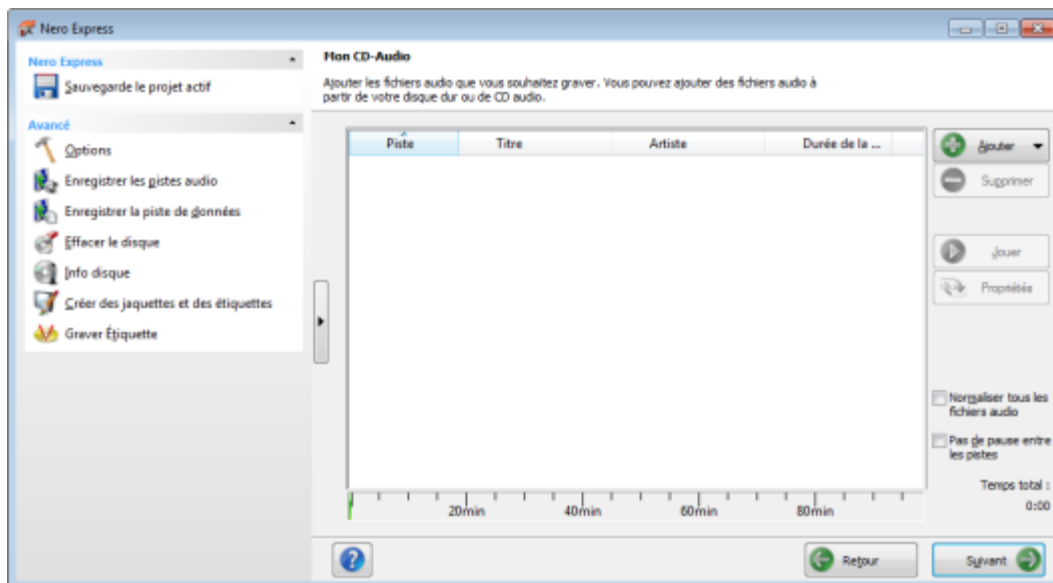 Nero Express
Nero Express
Sauvegarde le projet actif
Avancé
Options
Enregistrer les pistes audio
Enregistrer la piste de données
Effacer le disque
Info disque
Créer des jaquettes et des étiquettes
Graver Étiquette
Mon CD-Audio
Ajouter les fichiers audio que vous souhaitez graver. Vous pouvez ajouter des fichiers audio à
partir de votre disque dur ou de CD audio.
Piste Titre Artiste Durée de la ...
Ajouter
Supprimer
Jouer
Propriétés
Normaliser tous les
fichiers audio
Pas de pause entre
les pistes
Temps total :
0:00
20min 40min 60min 80min
Retour
Suivant